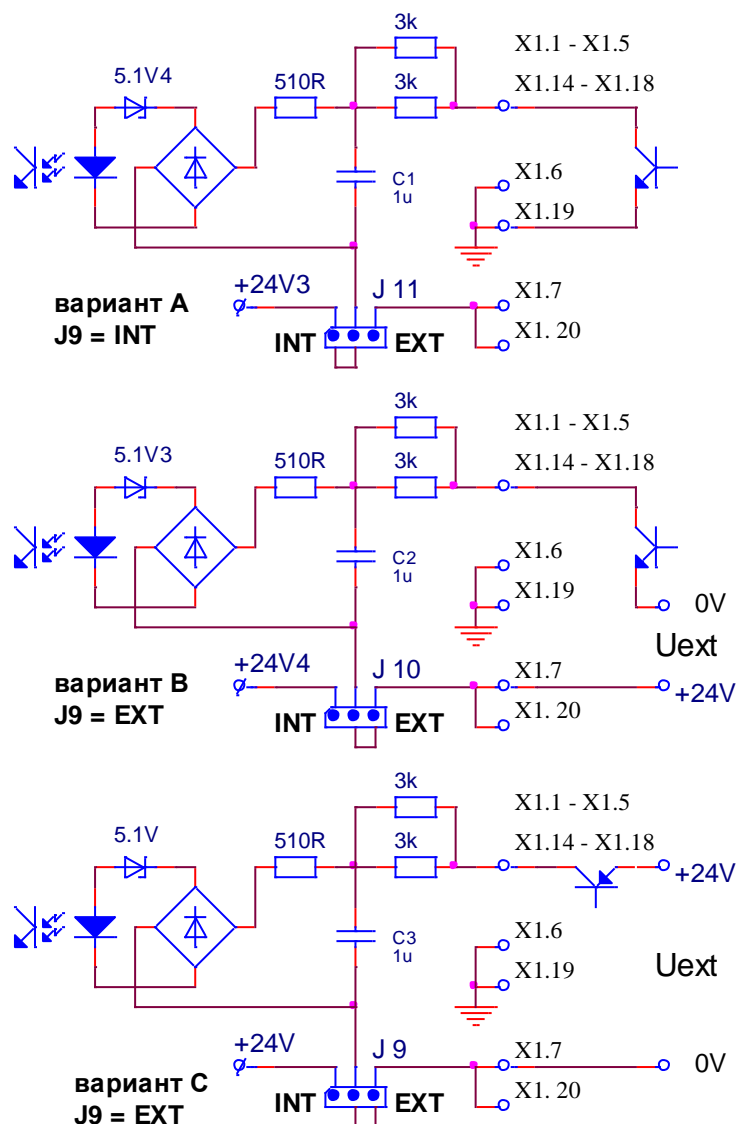 3k
X1.1 - X1.5
5.1V4
510R
3k
X1.14 - X1.18
C1
1u
X1.6
X1.19
+24V3
J 11
X1.7
вариант A
J9 = INT
INT
EXT
X1. 20
3k
X1.1 - X1.5
5.1V3
510R
3k
X1.14 - X1.18
C2
1u
X1.6
X1.19
0V
Uext
+24V4
J 10
X1.7
+24V
вариант B
J9 = EXT
INT
EXT
X1. 20
3k
X1.1 - X1.5
5.1V
510R
3k
X1.14 - X1.18
+24V
C3
1u
X1.6
X1.19
Uext
+24V
J 9
X1.7
0V
вариант C
J9 = EXT
INT
EXT
X1. 20